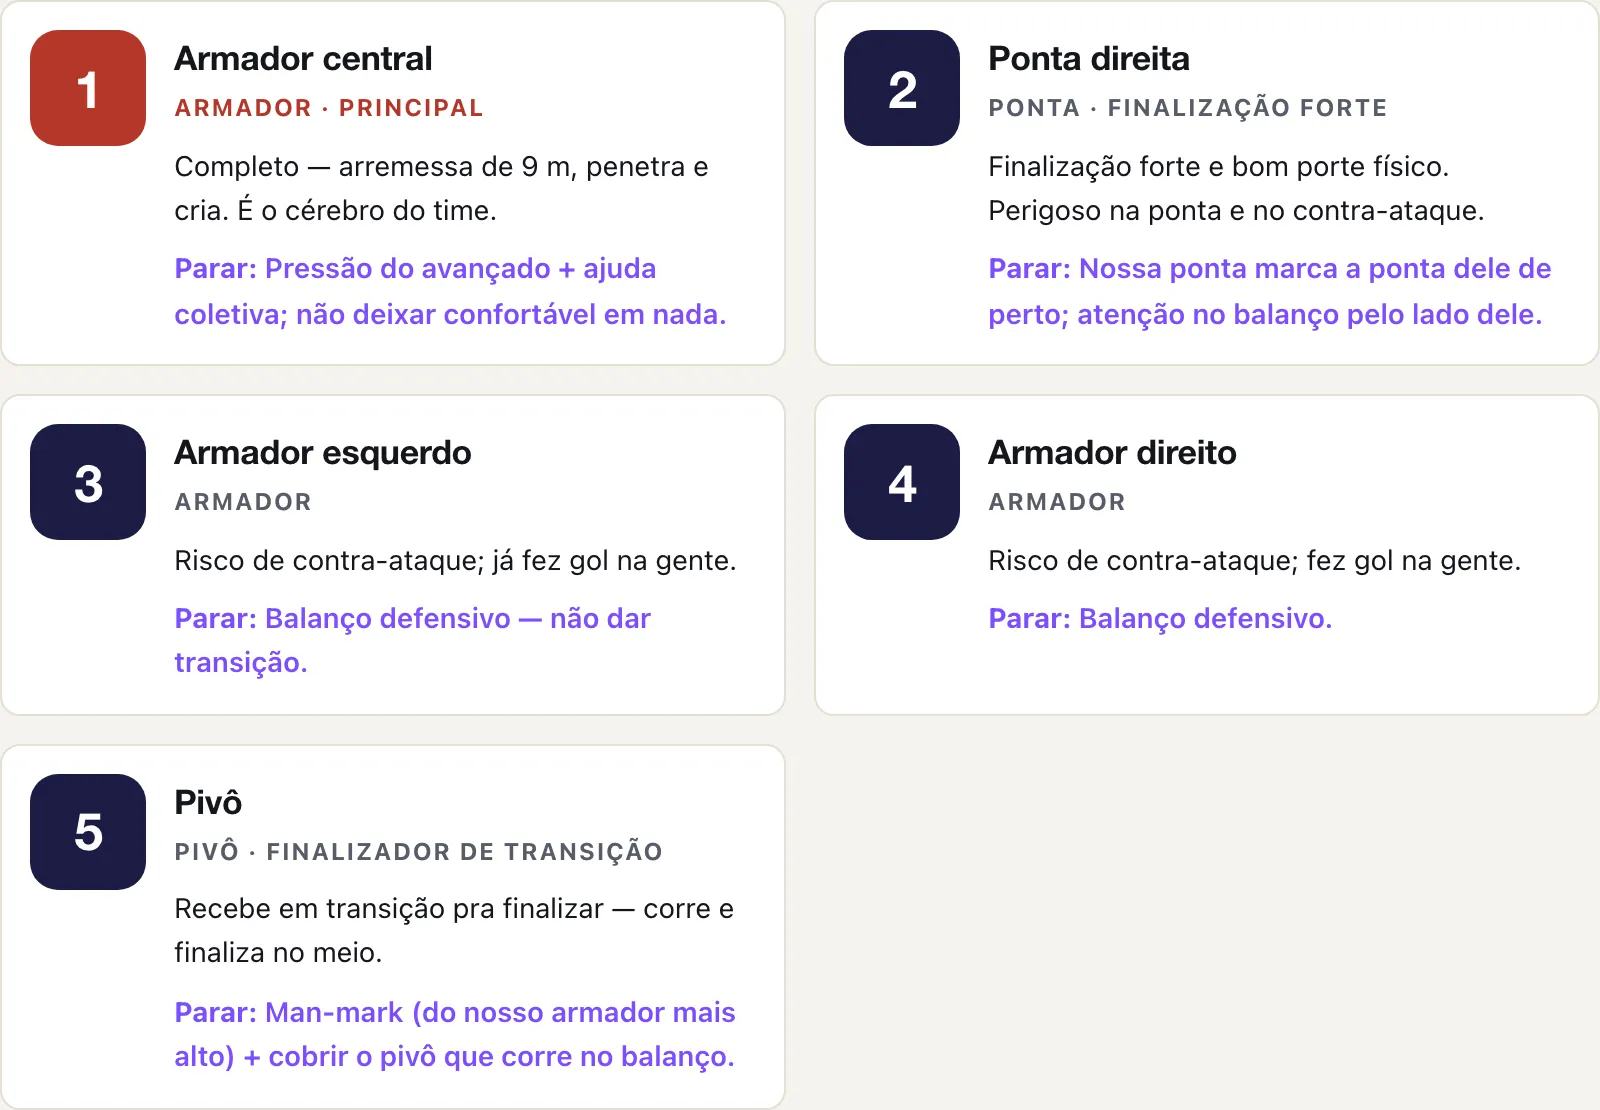 1
Armador central
ARMADOR · PRINCIPAL
Completo — arremessa de 9 m, penetra e
cria. É o cérebro do time.
Parar: Pressão do avançado + ajuda
coletiva; não deixar confortável em nada.
2
Ponta direita
PONTA · FINALIZAÇÃO FORTE
Finalização forte e bom porte físico.
Perigoso na ponta e no contra-ataque.
Parar: Nossa ponta marca a ponta dele de
perto; atenção no balanço pelo lado dele.
3
Armador esquerdo
ARMADOR
Risco de contra-ataque; já fez gol na gente.
Parar: Balanço defensivo — não dar
transição.
4
Armador direito
ARMADOR
Risco de contra-ataque; fez gol na gente.
Parar: Balanço defensivo.
5
Pivô
PIVÔ · FINALIZADOR DE TRANSIÇÃO
Recebe em transição pra finalizar — corre e
finaliza no meio.
Parar: Man-mark (do nosso armador mais
alto) + cobrir o pivô que corre no balanço.